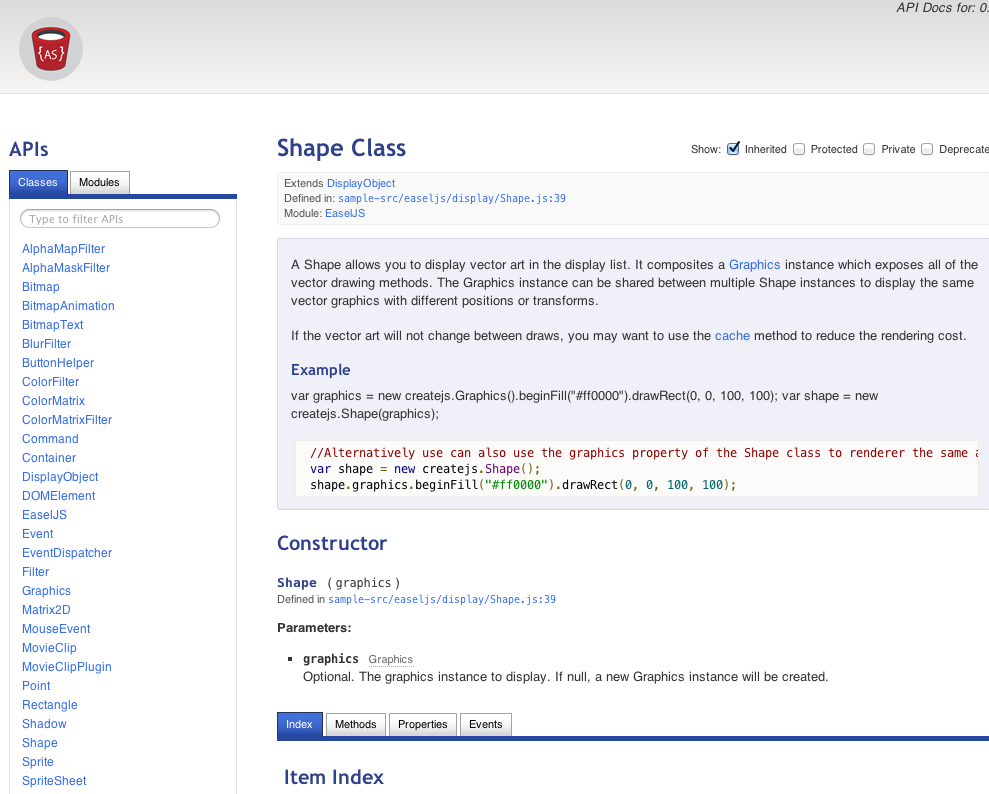 API Docs for: 0.
{AS}
APIs
Classes
Modules
Type to filter APIs
AlphaMapFilter
AlphaMaskFilter
Bitmap
BitmapAnimation
BitmapText
BlurFilter
ButtonHelper
ColorFilter
ColorMatrix
ColorMatrixFilter
Command
Container
DisplayObject
DOMElement
EaselJS
Event
EventDispatcher
Filter
Graphics
Matrix2D
MouseEvent
MovieClip
MovieClipPlugin
Point
Rectangle
Shadow
Shape
Sprite
SpriteSheet
Shape Class
Show: Inherited Protected Private Deprecate
Extends DisplayObject
Defined in: sample-src/easeljs/display/Shape.js:39
Module: EaselJS
A Shape allows you to display vector art in the display list. It composites a Graphics instance which exposes all of the
vector drawing methods. The Graphics instance can be shared between multiple Shape instances to display the same
vector graphics with different positions or transforms.
If the vector art will not change between draws, you may want to use the cache method to reduce the rendering cost.
Example
var graphics = new createjs.Graphics().beginFill("#ff0000").drawRect(0, 0, 100, 100); var shape = new
createjs.Shape(graphics);
//Alternatively use can also use the graphics property of the Shape class to renderer the same a
var shape = new createjs.Shape();
shape.graphics.beginFill("#ff0000").drawRect(0, 0, 100, 100);
Constructor
Shape (graphics)
Defined in sample-src/easeljs/display/Shape.js:39
Parameters:
graphics Graphics
Optional. The graphics instance to display. If null, a new Graphics instance will be created.
Index
Methods
Properties
Events
Item Index